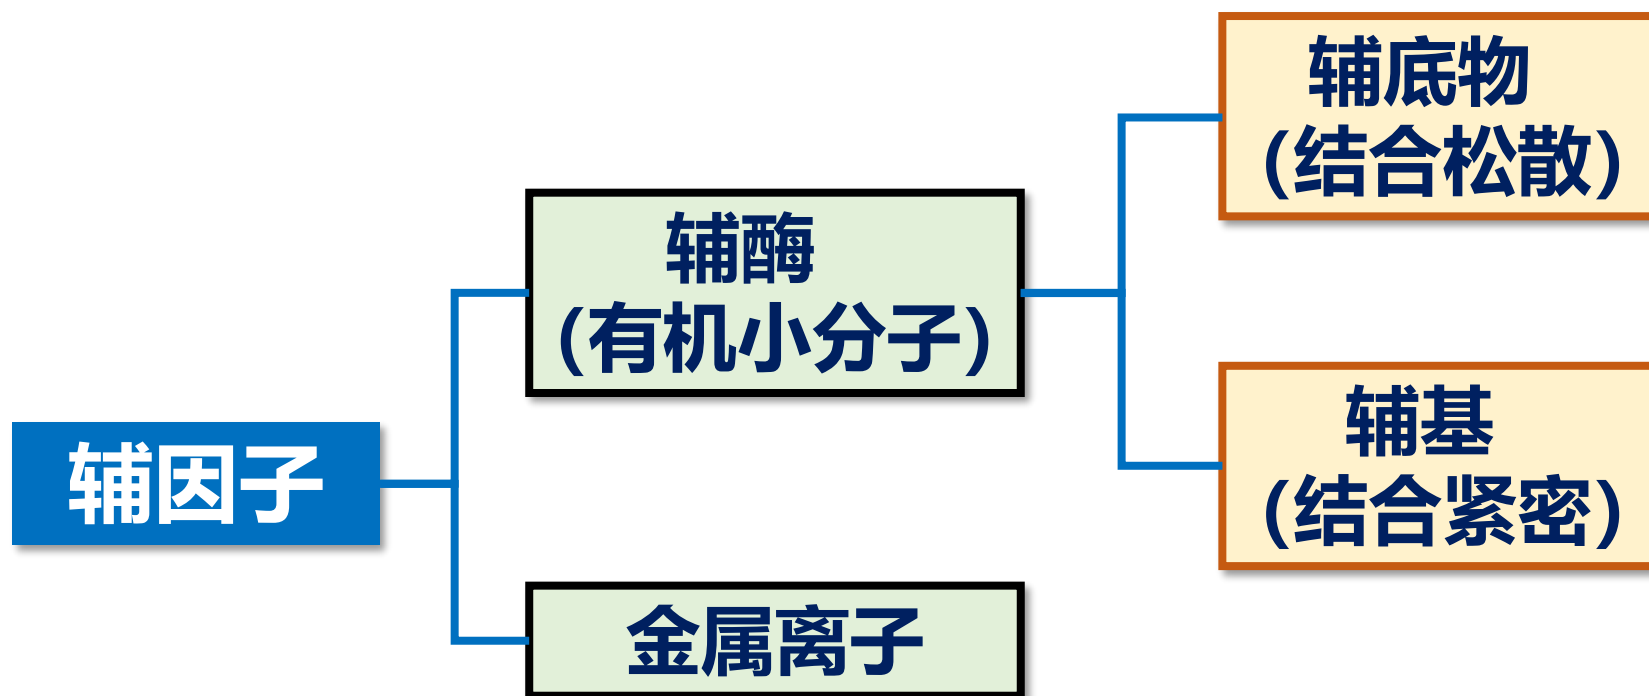 辅底物
（结合松散）
辅酶
（有机小分子）
辅基
（结合紧密）
辅因子
金属离子